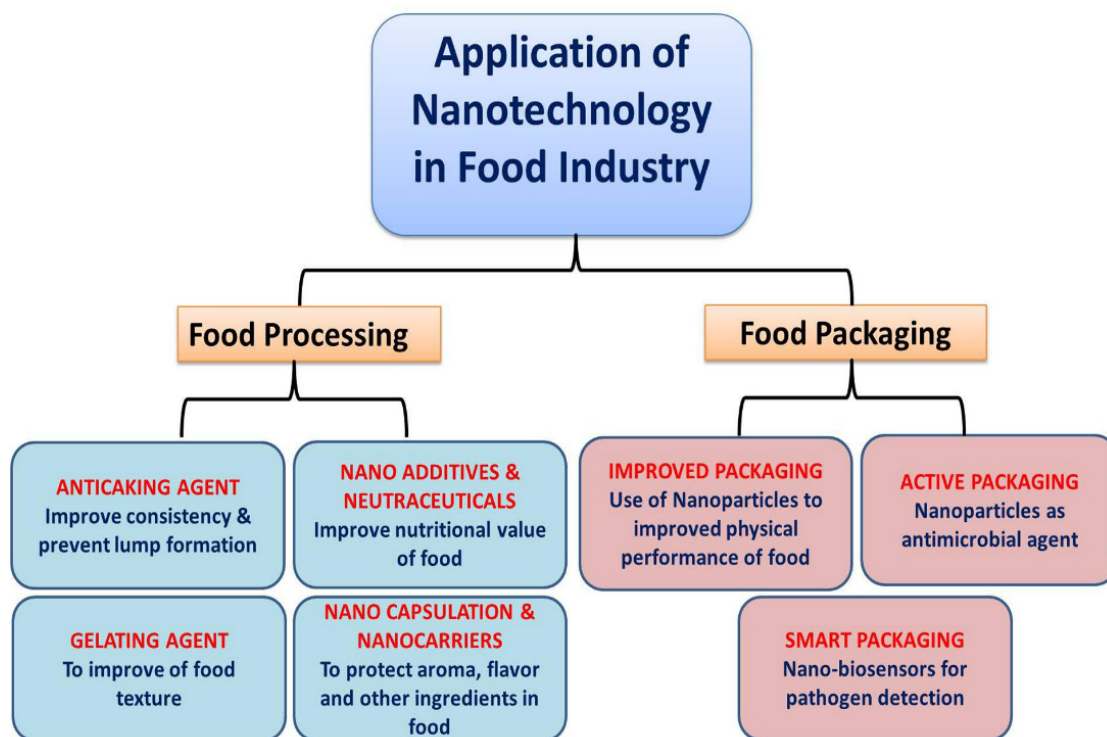 Application of
Nanotechnology
in Food Industry
Food Processing
Food Packaging
ANTICAKING AGENT
Improve consistency &
prevent lump formation
NANO ADDITIVES &
NEUTRACEUTICALS
Improve nutritional value
of food
GELATING AGENT
To improve of food
texture
NANO CAPSULATION &
NANOCARRIERS
To protect aroma, flavor
and other ingredients in
food
IMPROVED PACKAGING
Use of Nanoparticles to
improved physical
performance of food
ACTIVE PACKAGING
Nanoparticles as
antimicrobial agent
SMART PACKAGING
Nano-biosensors for
pathogen detection